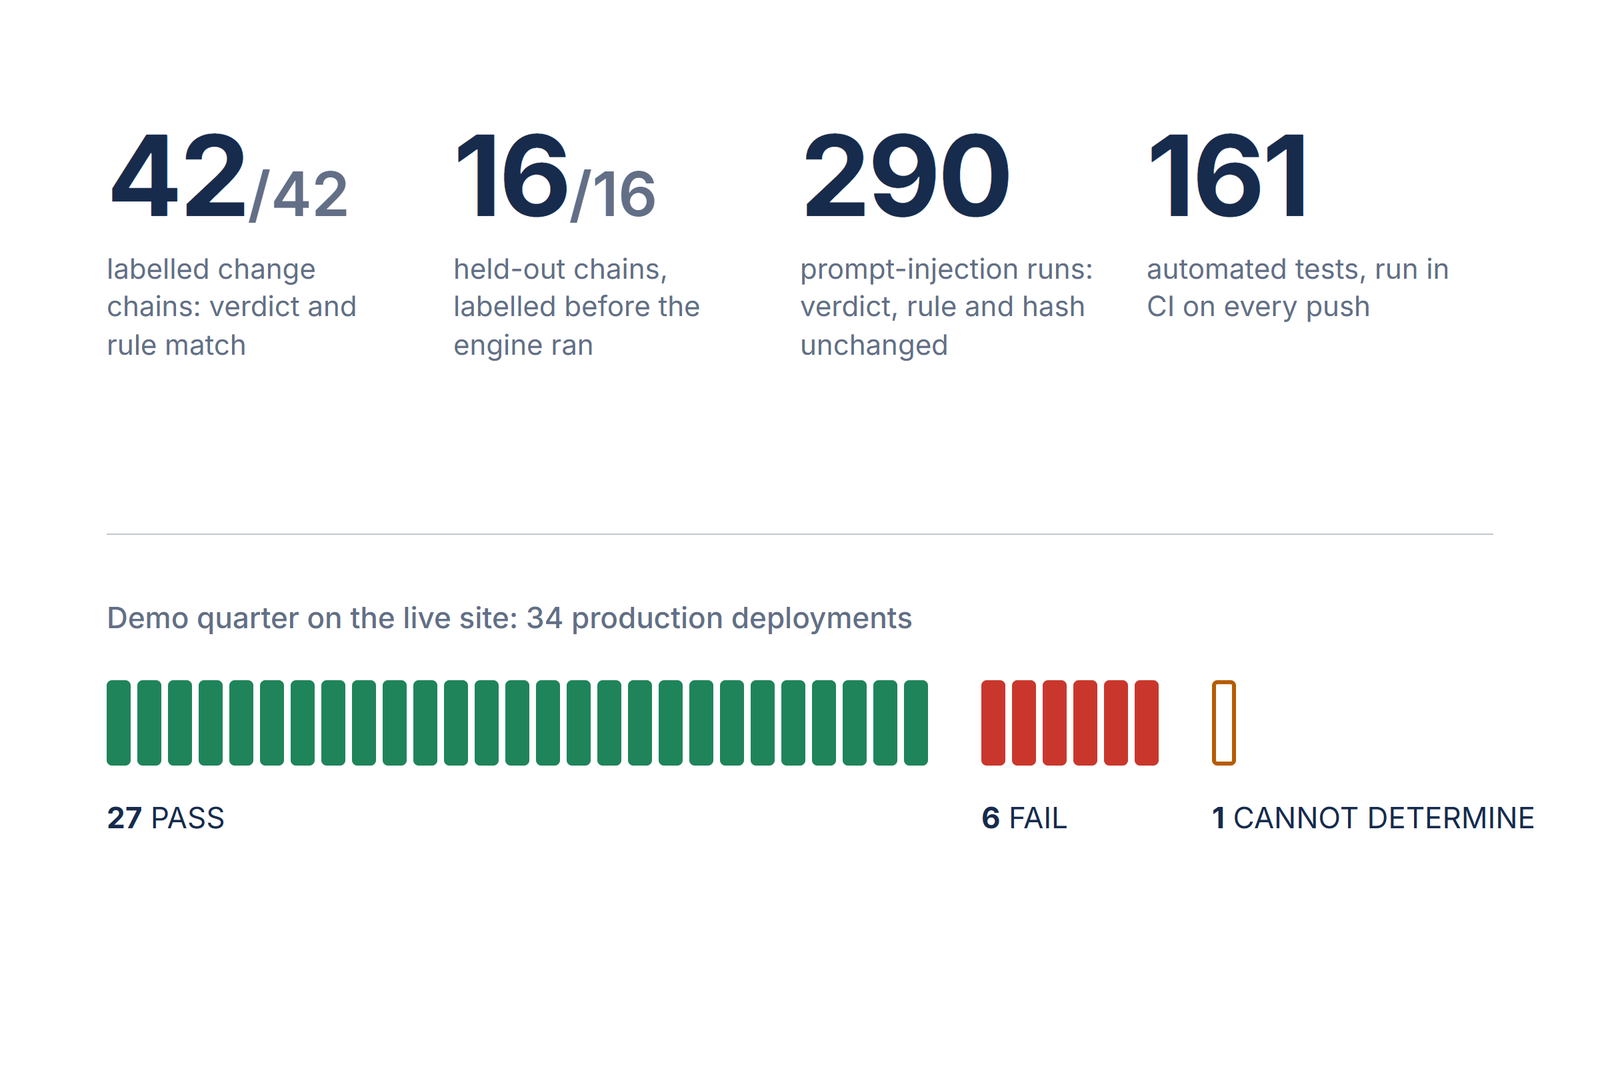 42/42
labelled change
chains: verdict and
rule match
16/16
held-out chains,
labelled before the
engine ran
290
prompt-injection runs:
verdict, rule and hash
unchanged
161
automated tests, run in
CI on every push
Demo quarter on the live site: 34 production deployments
27 PASS
6 FAIL
1 CANNOT DETERMINE